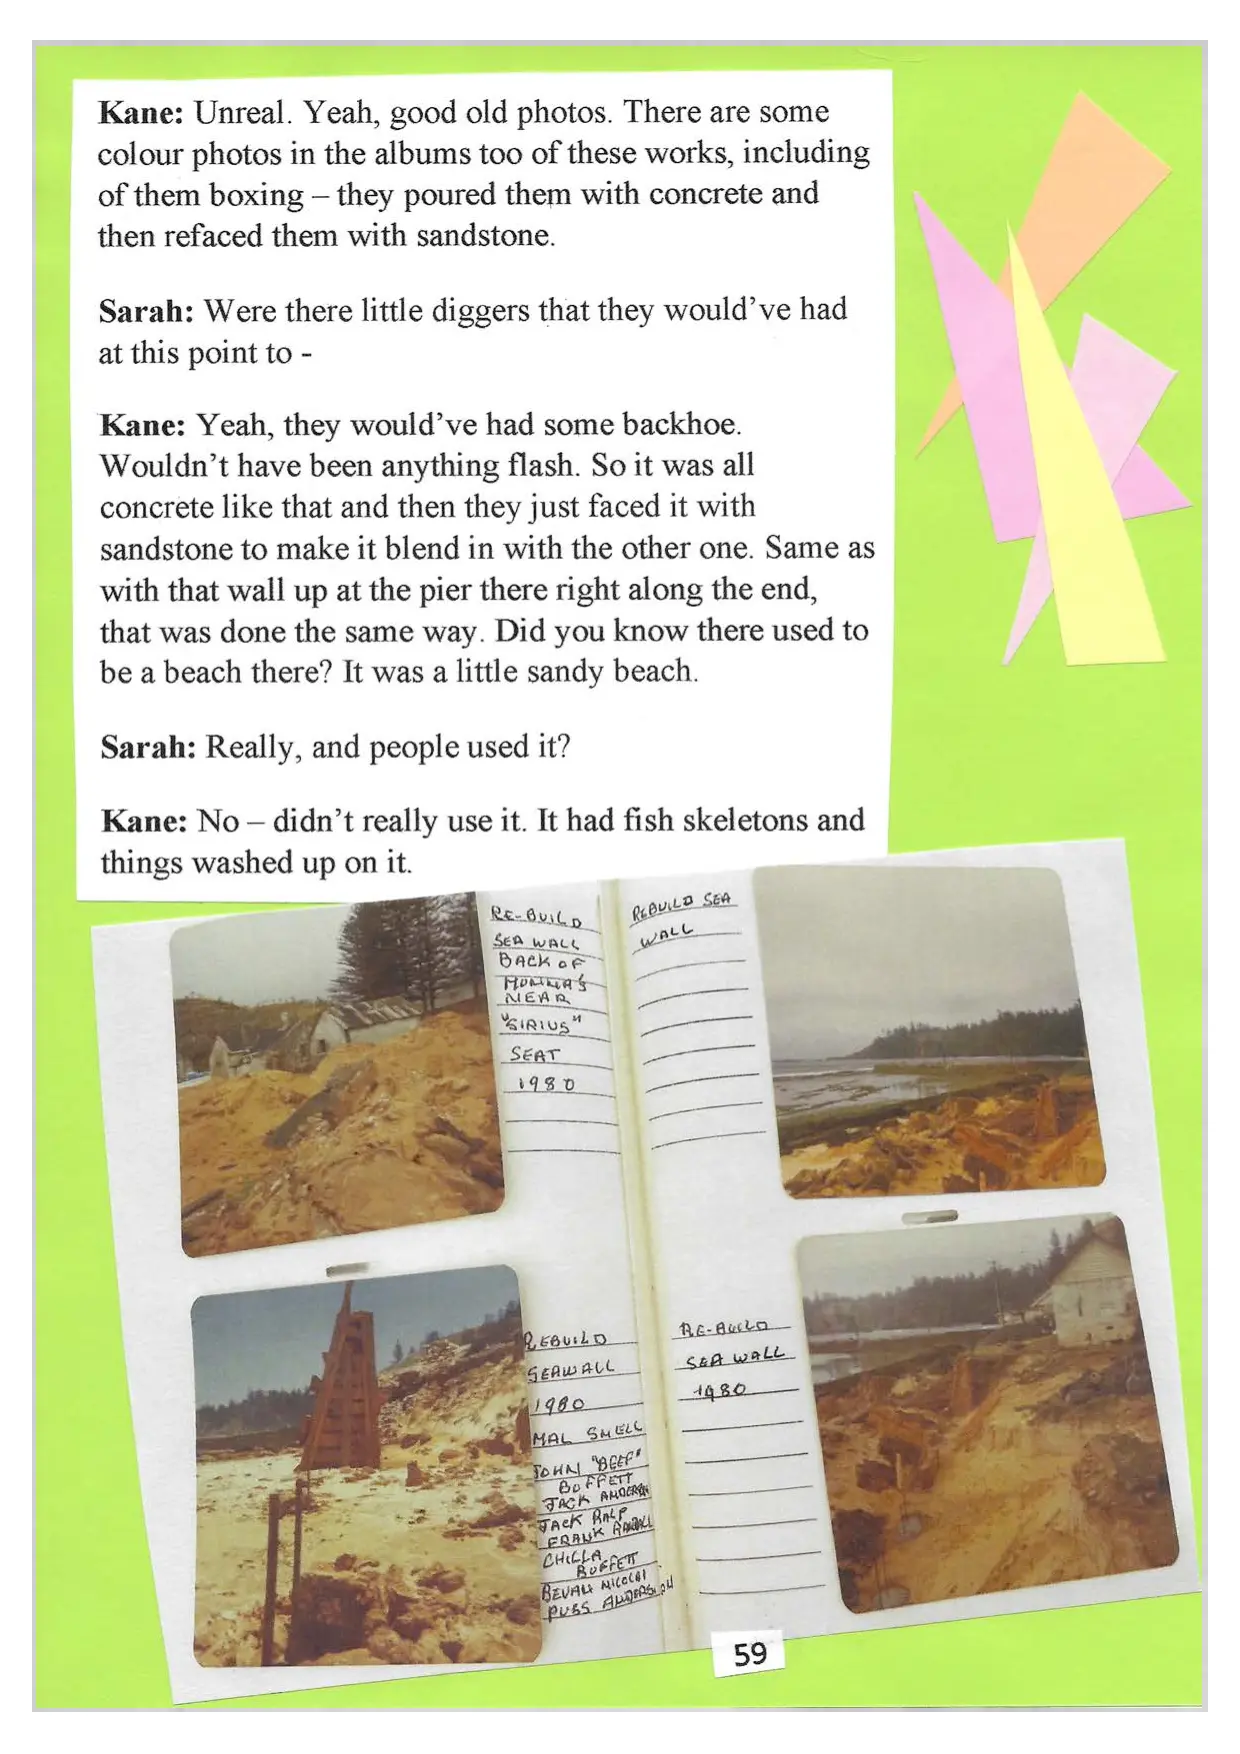 Kane: Unreal. Yeah, good old photos. There are some
colour photos in the albums too of these works, including
of them boxing – they poured them with concrete and
then refaced them with sandstone.
Sarah: Were there little diggers that they would’ve had
at this point to -
Kane: Yeah, they would’ve had some backhoe.
Wouldn’t have been anything flash. So it was all
concrete like that and then they just faced it with
sandstone to make it blend in with the other one. Same as
with that wall up at the pier there right along the end,
that was done the same way. Did you know there used to
be a beach there? It was a little sandy beach.
Sarah: Really, and people used it?
Kane: No – didn’t really use it. It had fish skeletons and
things washed up on it.
RE-BUILD
SEA WALL
BACK OF
NEAR
"SIRIUS"
SEAT
1980
REBUILD SEA
WALL
REBUILD
SEAWALL
1980
MAL SNELL
JOHN "BEEF"
BUFFETT
JACK ANDERSON
JACK RALF
FRANK RANDALL
CHILLA
BUFFETT
BEVAN NICOLAI
PUSS ANDERSON
RE-BUILD
SEA WALL
1980
59